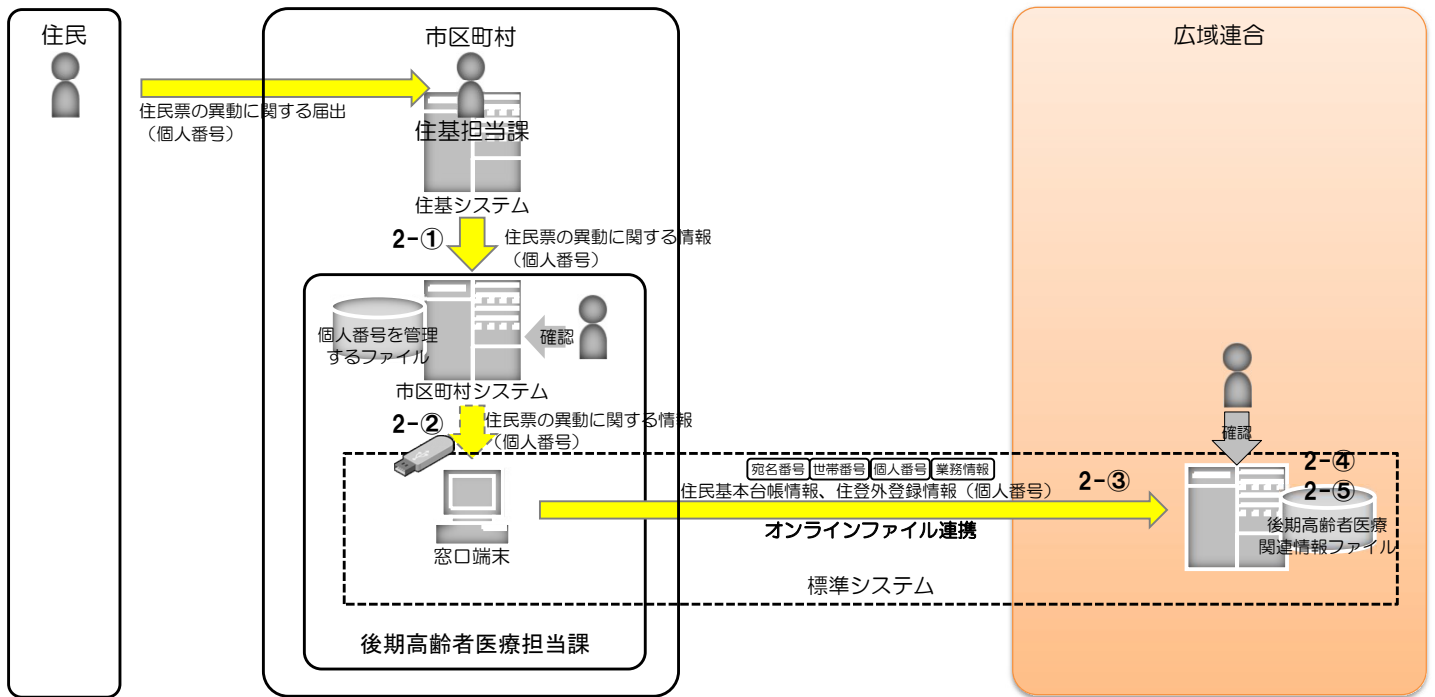 住民
市区町村
広域連合
住民票の異動に関する届出
（個人番号）
住基担当課
住基システム
2-①
住民票の異動に関する情報
（個人番号）
個人番号を管理
するファイル
確認
市区町村システム
2-②
住民票の異動に関する情報
（個人番号）
確認
宛名番号 世帯番号 個人番号 業務情報
住民基本台帳情報、住登外登録情報（個人番号）
2-③
オンラインファイル連携
2-④
2-⑤
後期高齢者医療
関連情報ファイル
窓口端末
標準システム
後期高齢者医療担当課